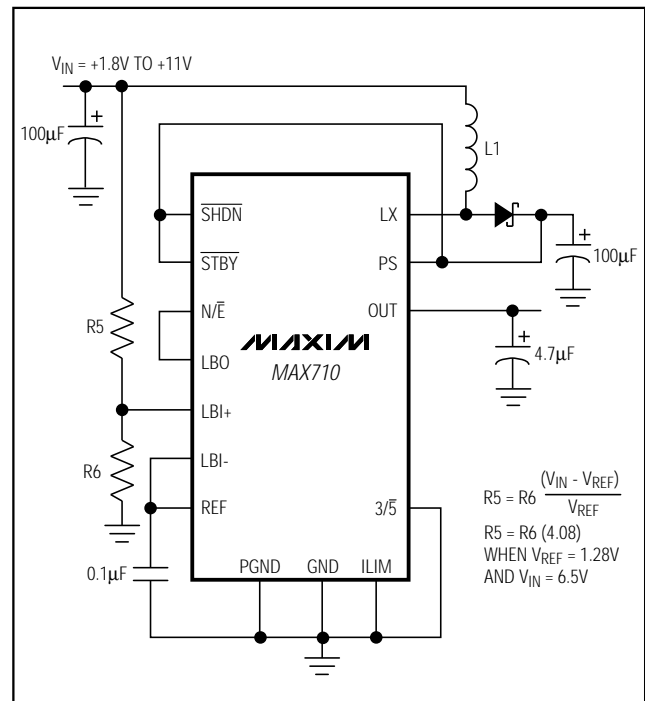 V_IN = +1.8V TO +11V
100µF
+
L1
S̅H̅D̅N̅
LX
+
S̅T̅B̅Y̅
PS
100µF
N/E̅
OUT
R5
+
MAXIM
LBO
4.7µF
MAX710
LBI+
LBI-
R6
R5 = R6 (V_IN - V_REF)
V_REF
REF
3/5̅
R5 = R6 (4.08)
WHEN V_REF = 1.28V
AND V_IN = 6.5V
0.1µF
PGND GND ILIM